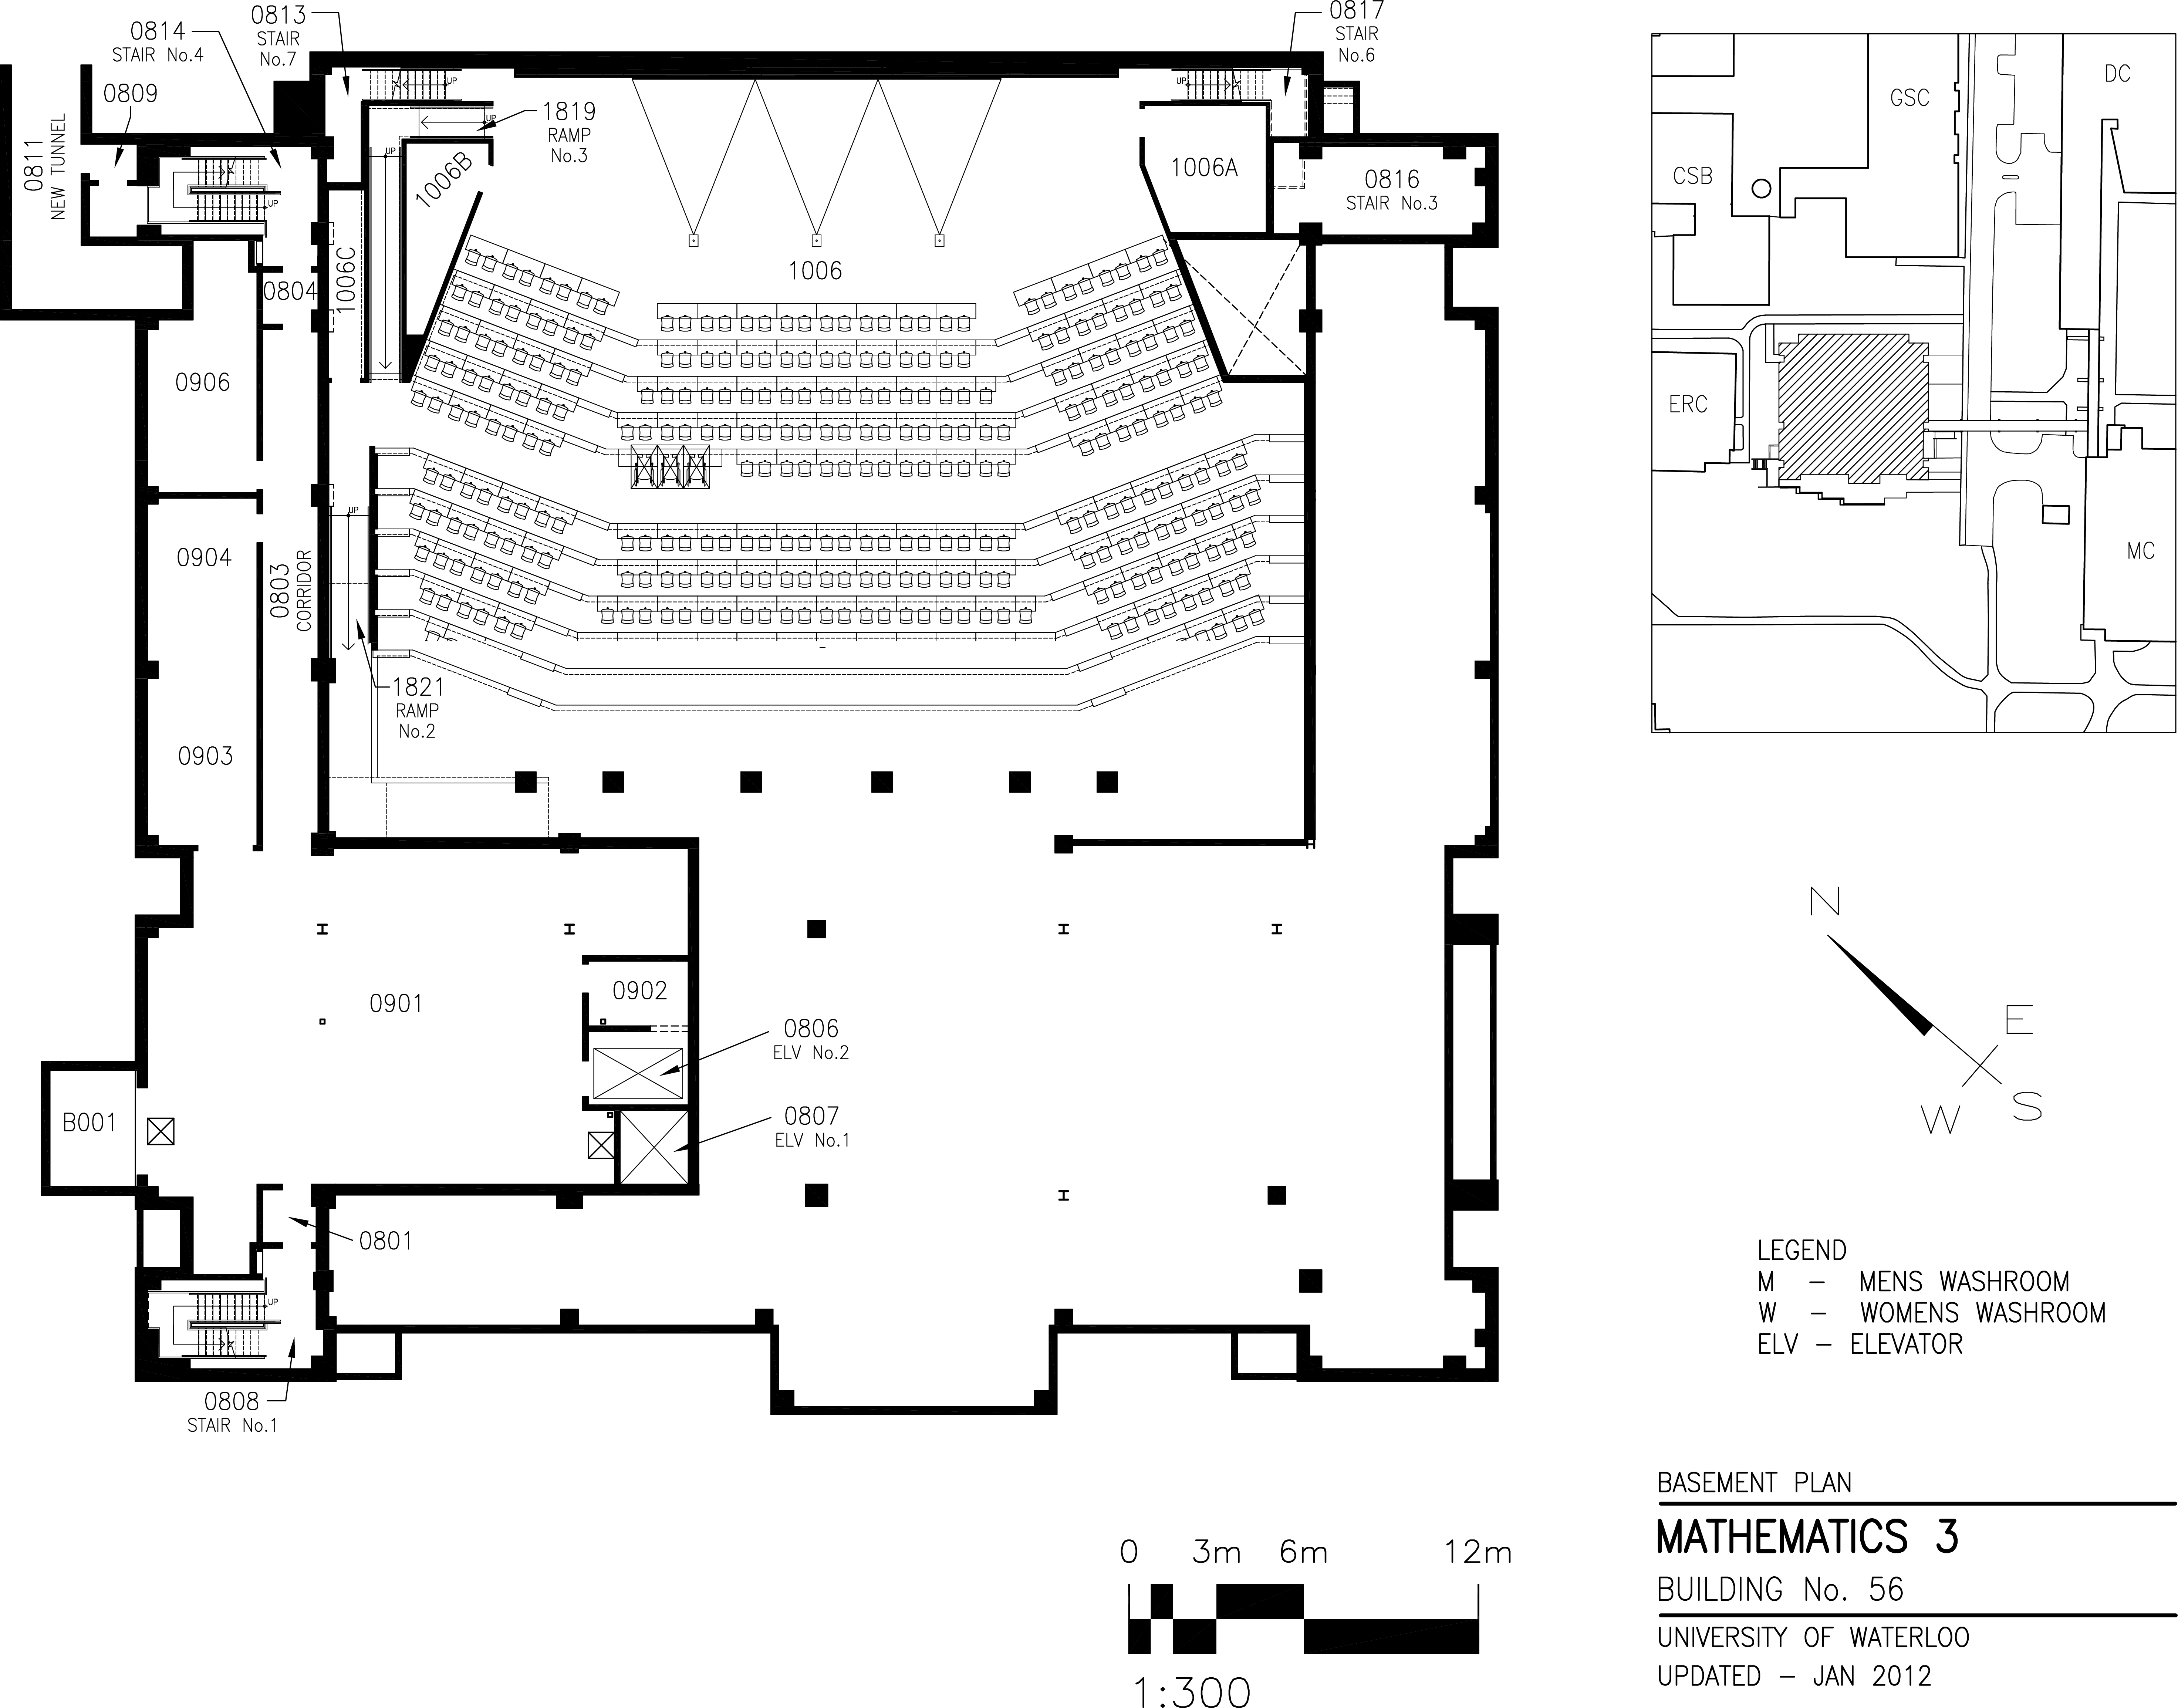 0813
STAIR
No.7
0814
STAIR No.4
0817
STAIR
No.6
0809
0811
NEW TUNNEL
UP
UP
UP
1819
RAMP
No.3
UP
1006B
1006A
0816
STAIR No.3
UP
1006C
0804
1006
0906
0904
UP
0803
CORRIDOR
1821
RAMP
No.2
0903
0901
0902
0806
ELV No.2
0807
ELV No.1
B001
0801
UP
0808
STAIR No.1
GSC
DC
CSB
ERC
MC
N
E
S
W
LEGEND
M – MENS WASHROOM
W – WOMENS WASHROOM
ELV – ELEVATOR
BASEMENT PLAN
MATHEMATICS 3
BUILDING No. 56
UNIVERSITY OF WATERLOO
UPDATED – JAN 2012
0 3m 6m 12m
1:300